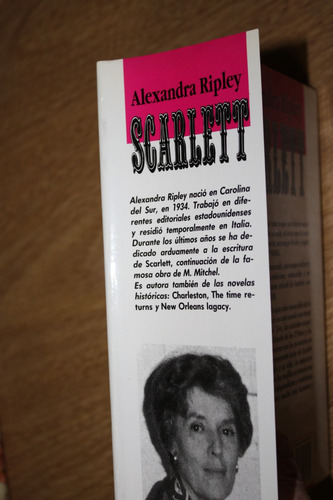 Alexandra Ripley
SCARLETT
Alexandra Ripley nació en Carolina
del Sur, en 1934. Trabajó en dife-
rentes editoriales estadounidenses
y residió temporalmente en Italia.
Durante los últimos años se ha de-
dicado arduamente a la escritura
de Scarlett, continuación de la fa-
mosa obra de M. Mitchel.
Es autora también de las novelas
históricas: Charleston, The time re-
turns y New Orleans lagacy.